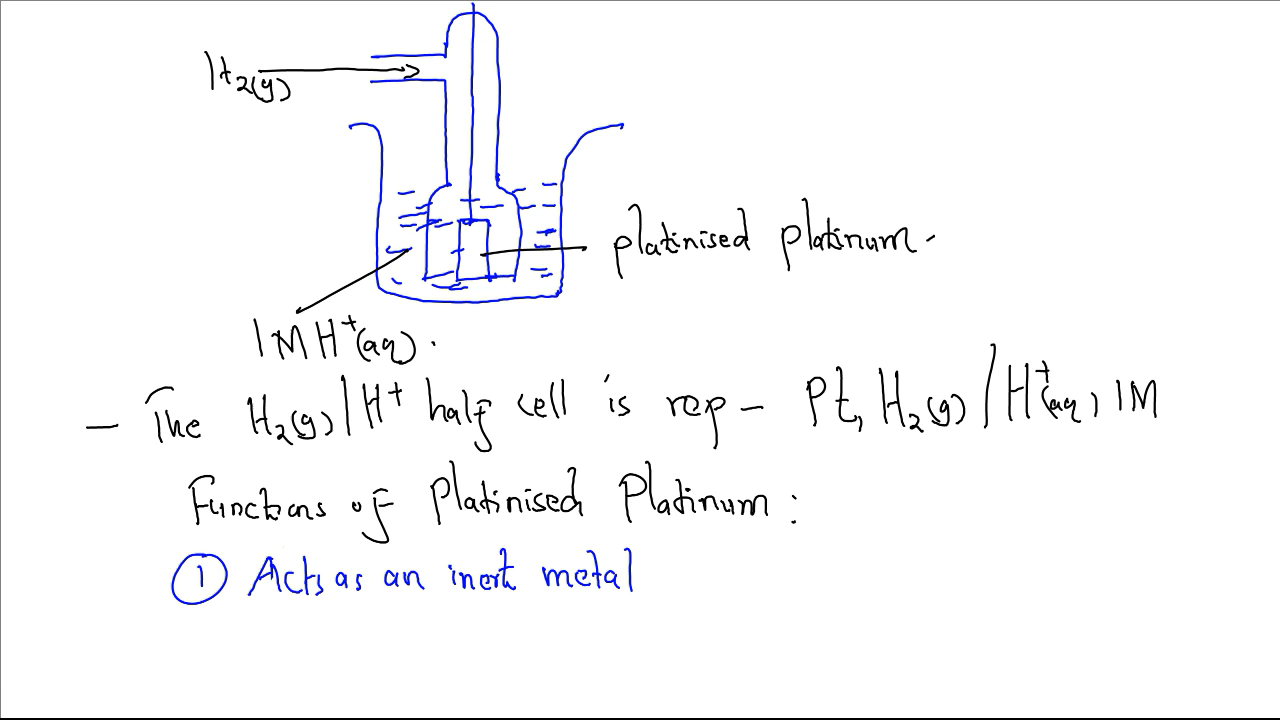 H₂(g)
platinised platinum.
1M H⁺(aq).
- The H₂(g)/H⁺ half cell is rep - Pt, H₂(g)/H⁺(aq), 1M
Functions of Platinised Platinum:
① Acts as an inert metal